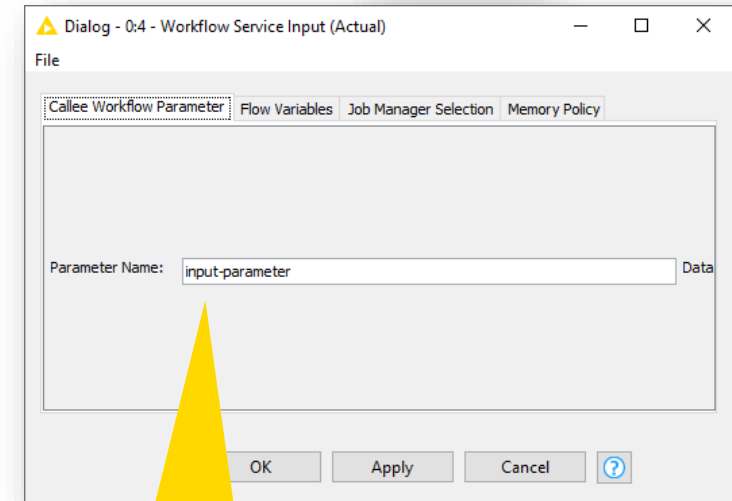 Dialog - 0:4 - Workflow Service Input (Actual)
File
Callee Workflow Parameter Flow Variables Job Manager Selection Memory Policy
Parameter Name: input-parameter Data
OK Apply Cancel ?